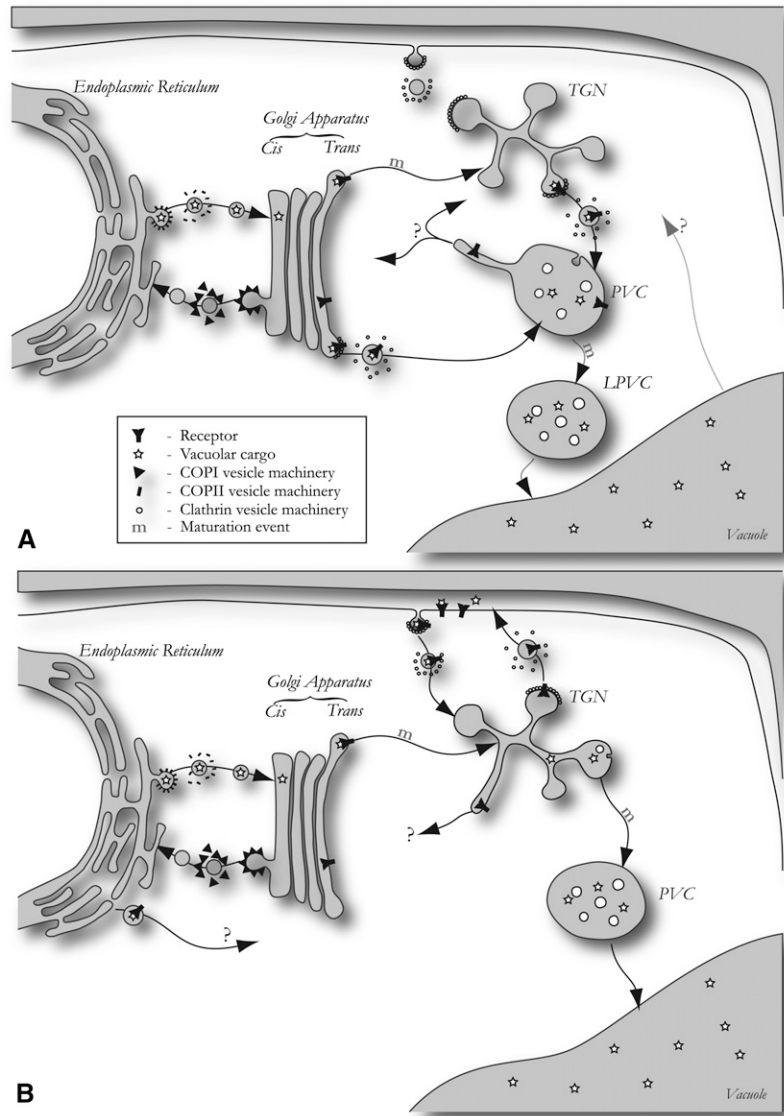 Endoplasmic Reticulum
Golgi Apparatus
Cis Trans
TGN
m
?
?
PVC
m
LPVC
- Receptor
- Vacuolar cargo
- COPI vesicle machinery
- COPII vesicle machinery
- Clathrin vesicle machinery
m - Maturation event
Vacuole
A
Endoplasmic Reticulum
Golgi Apparatus
Cis Trans
TGN
m
m
?
PVC
?
Vacuole
B